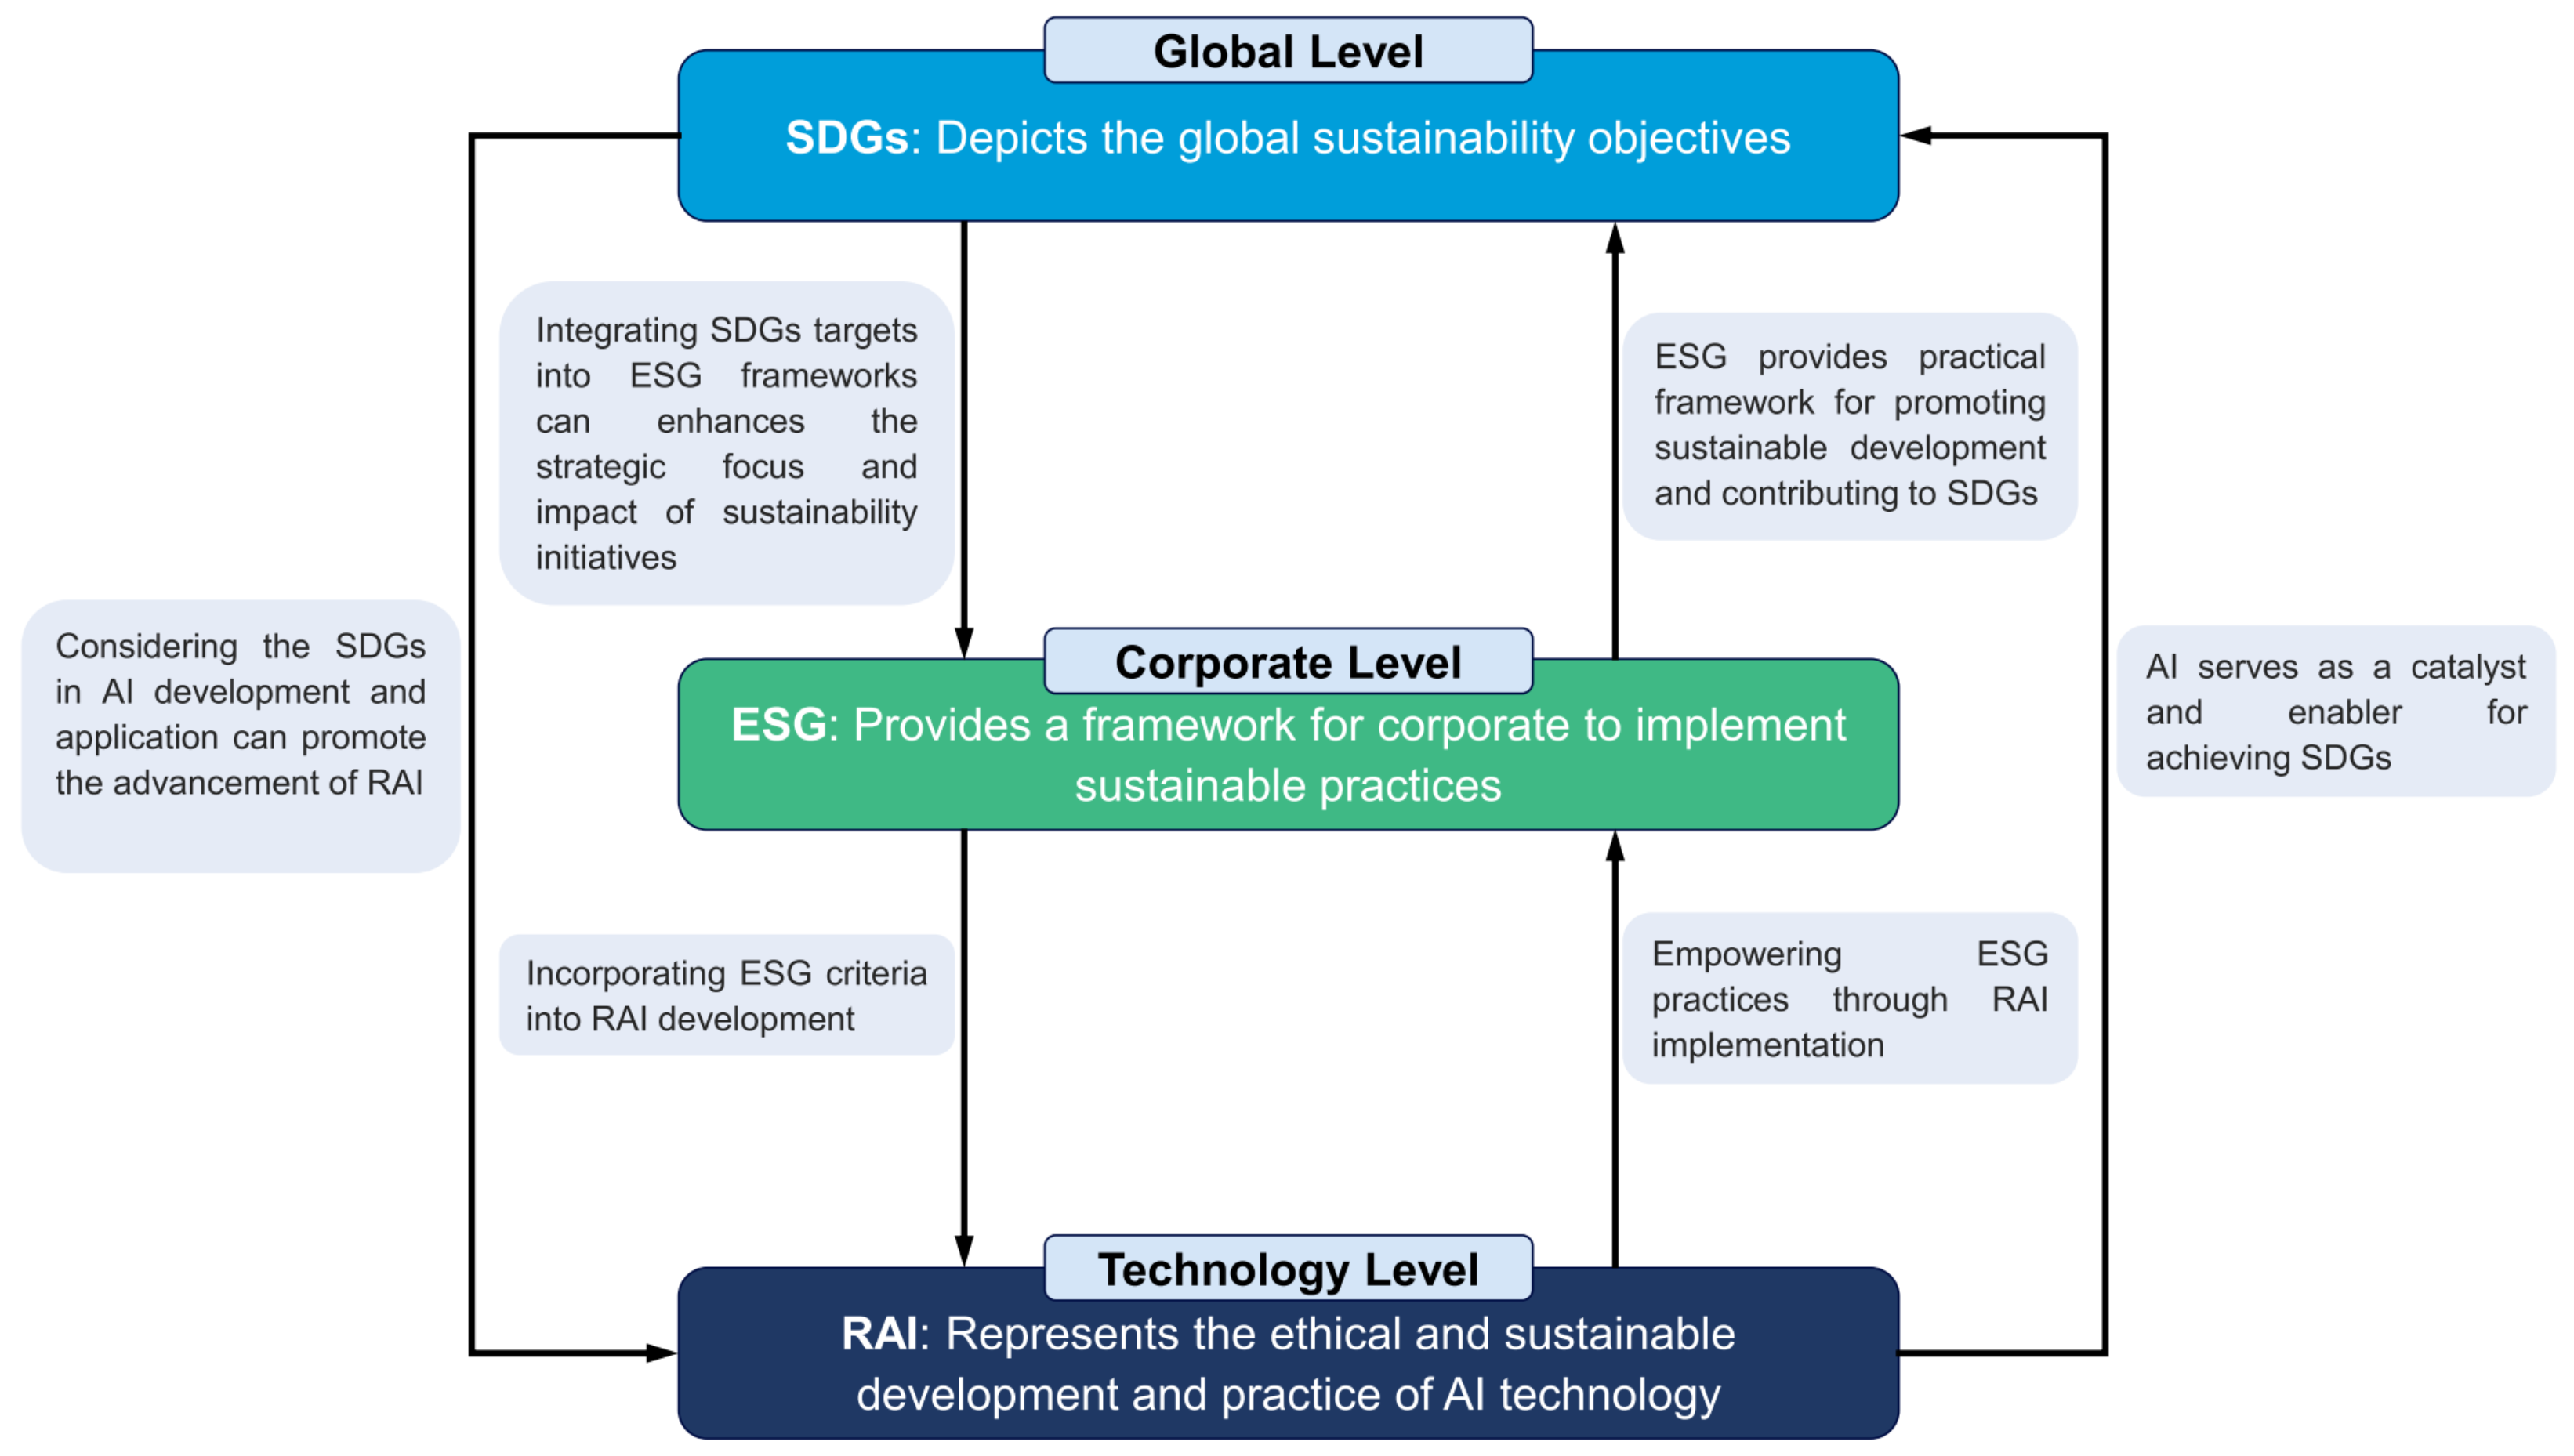 Global Level
SDGs: Depicts the global sustainability objectives
Integrating SDGs targets
into ESG frameworks
can enhances the
strategic focus and
impact of sustainability
initiatives
ESG provides practical
framework for promoting
sustainable development
and contributing to SDGs
Considering the SDGs
in AI development and
application can promote
the advancement of RAI
Corporate Level
ESG: Provides a framework for corporate to implement
sustainable practices
AI serves as a catalyst
and enabler for
achieving SDGs
Incorporating ESG criteria
into RAI development
Empowering ESG
practices through RAI
implementation
Technology Level
RAI: Represents the ethical and sustainable
development and practice of AI technology